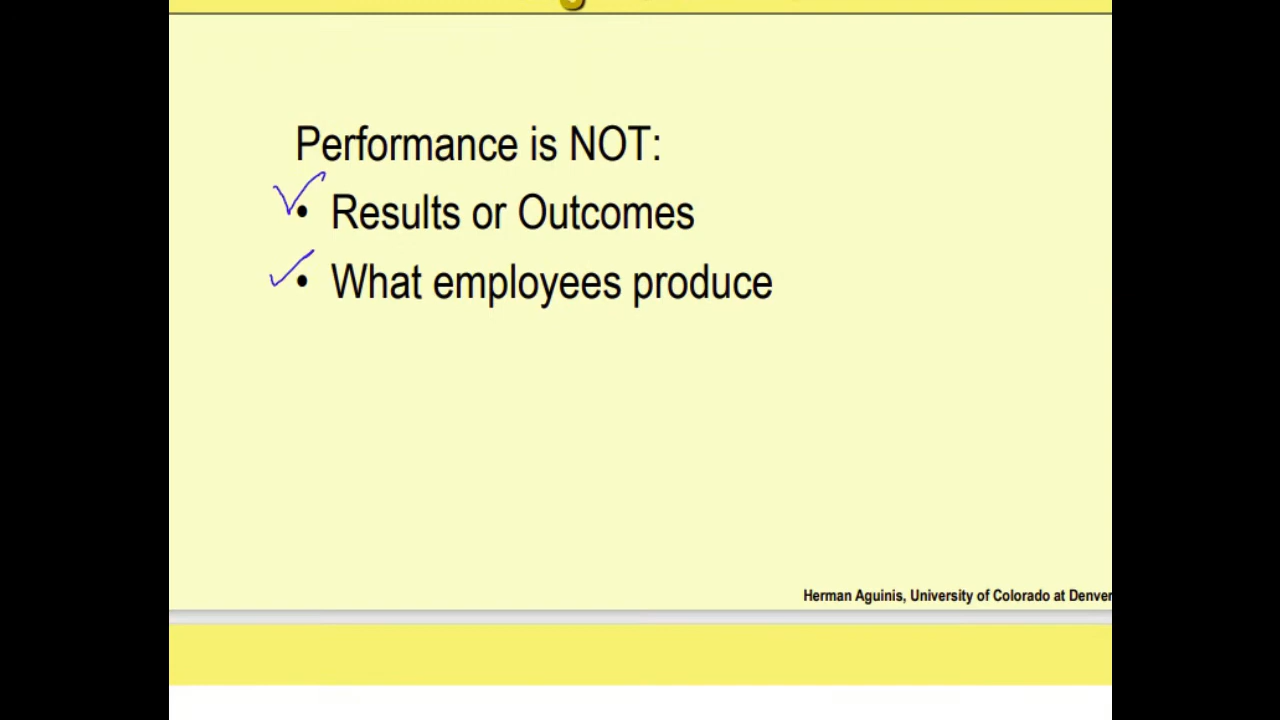 Performance is NOT:
• Results or Outcomes
• What employees produce
Herman Aguinis, University of Colorado at Denver